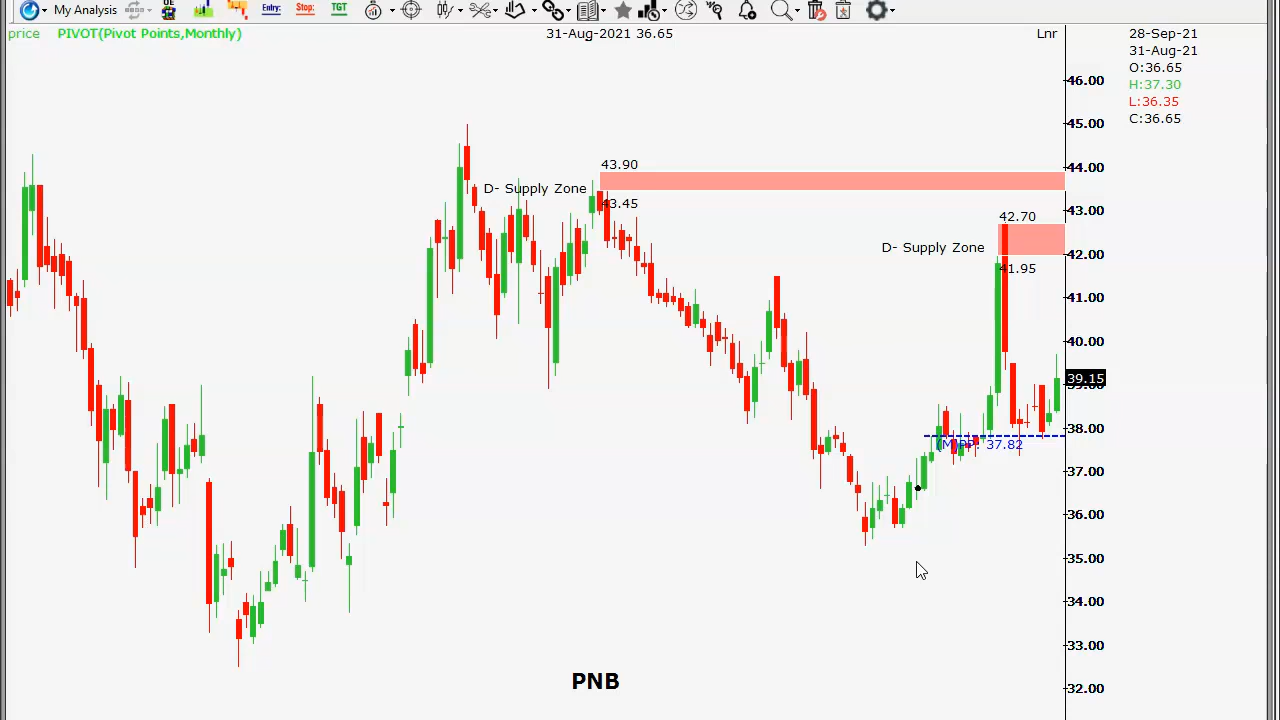 My Analysis Entry: Stop: TGT
price PIVOT(Pivot Points,Monthly) 31-Aug-2021 36.65 Lnr
28-Sep-21
31-Aug-21
O:36.65
H:37.30
L:36.35
C:36.65
46.00
45.00
44.00
43.00
42.00
41.00
40.00
39.15
39.00
38.00
37.00
36.00
35.00
34.00
33.00
32.00
43.90
D- Supply Zone
43.45
42.70
D- Supply Zone
41.95
37.82
PNB